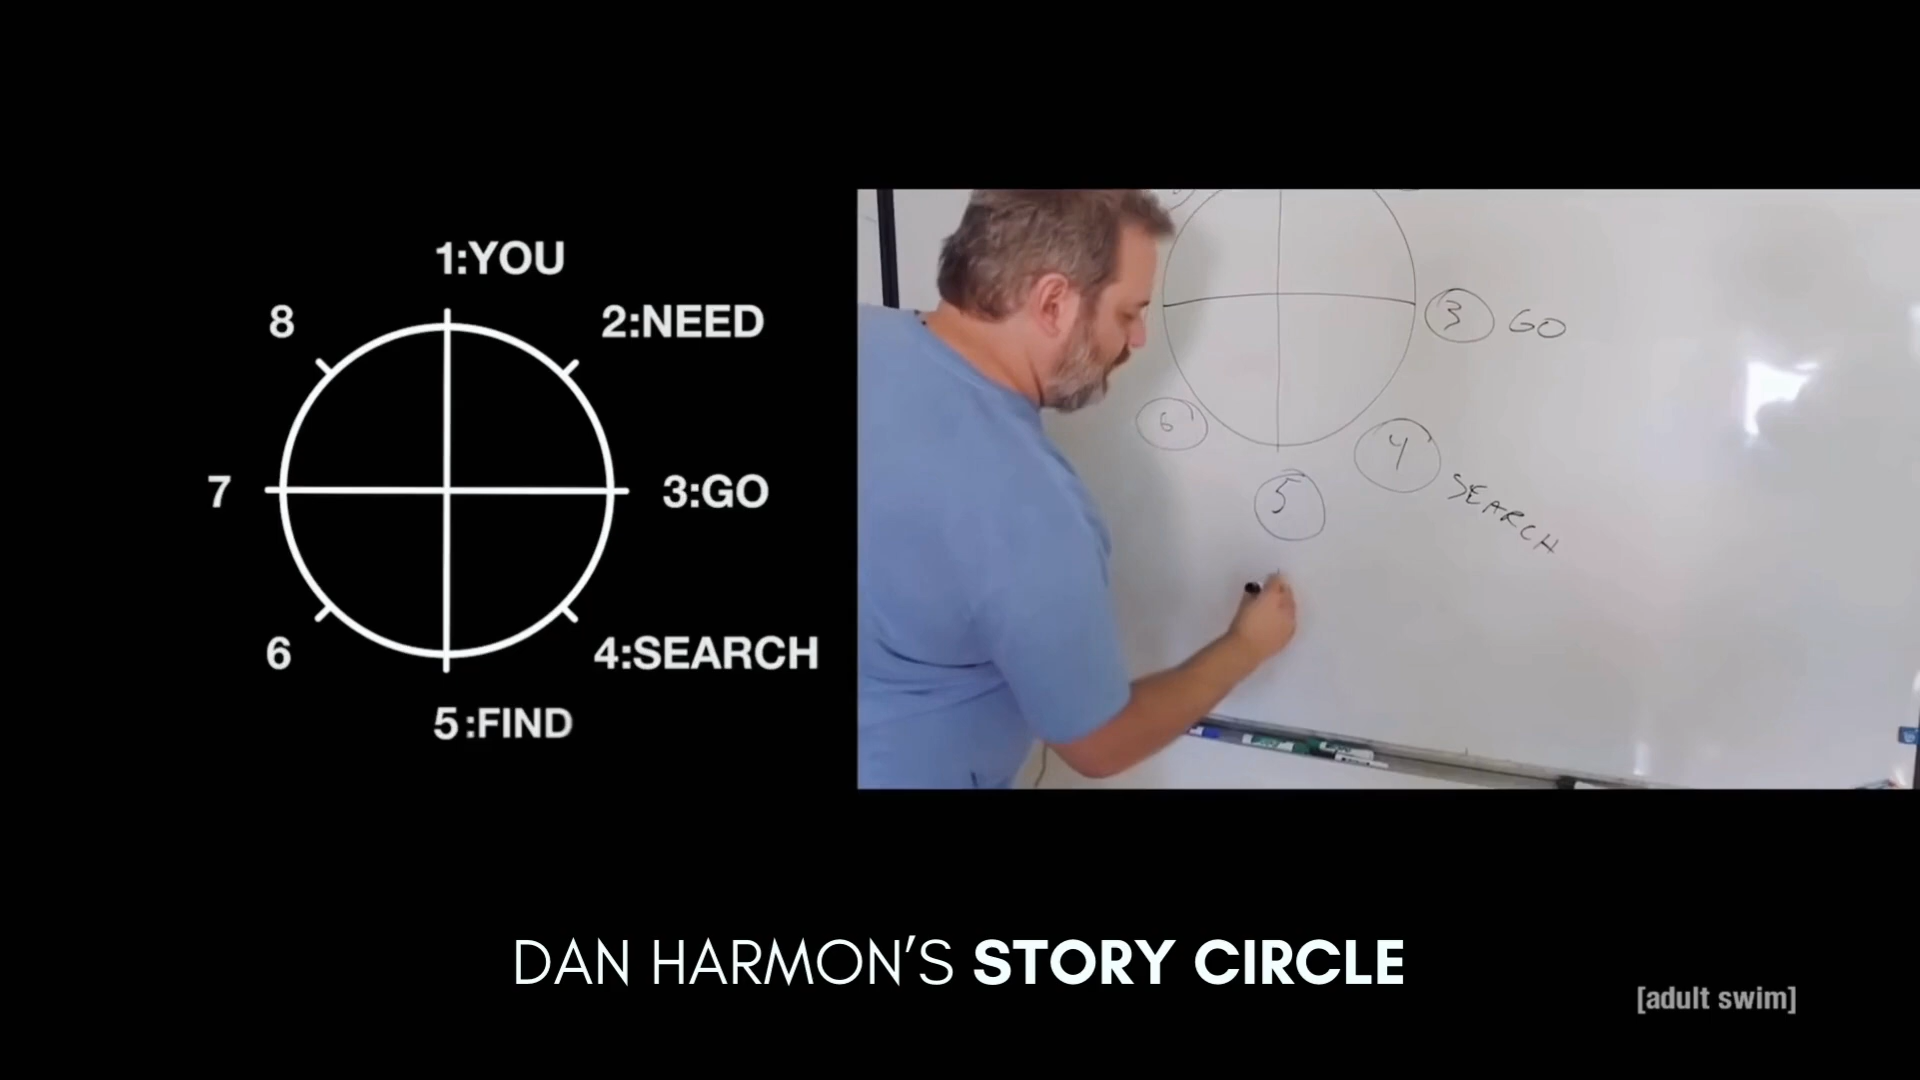 1:YOU
8
2:NEED
7
3:GO
6
4:SEARCH
5:FIND
3 GO
6
4
SEARCH
5
DAN HARMON'S STORY CIRCLE
[adult swim]